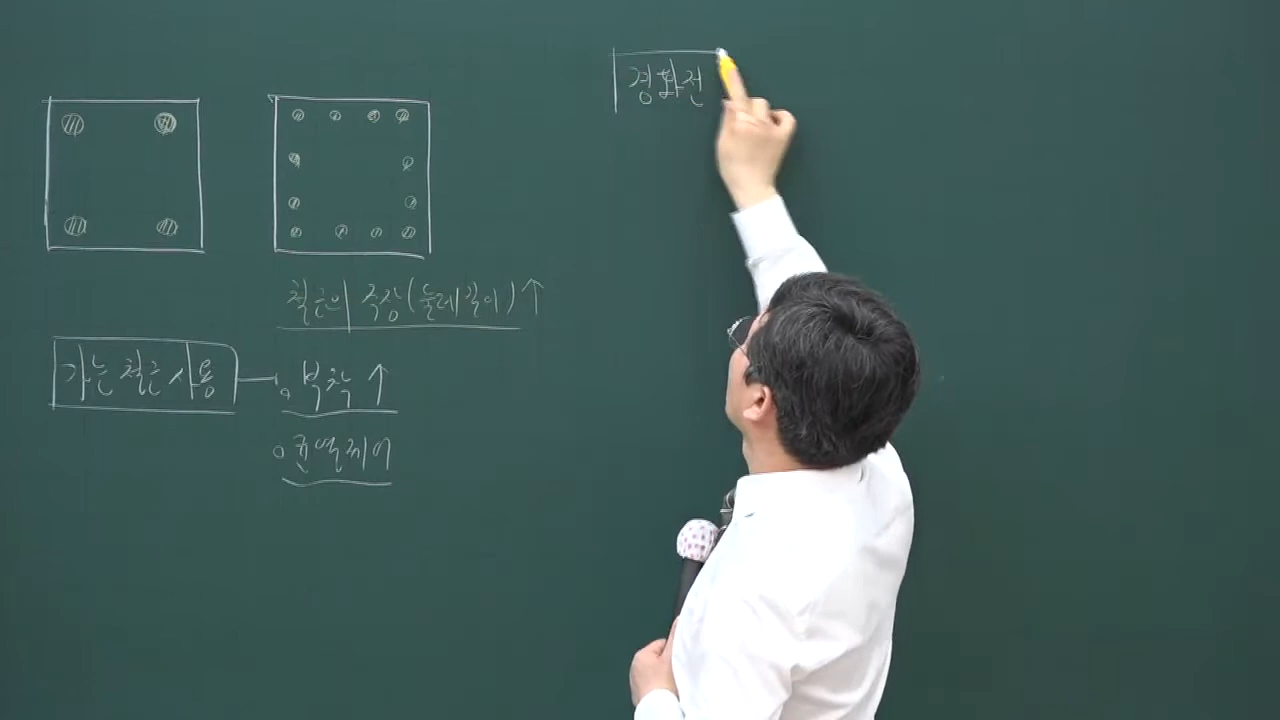 철근의 주장(둘레길이)↑
가는 철근 사용
○ 부착↑
○ 균열제어
경화전